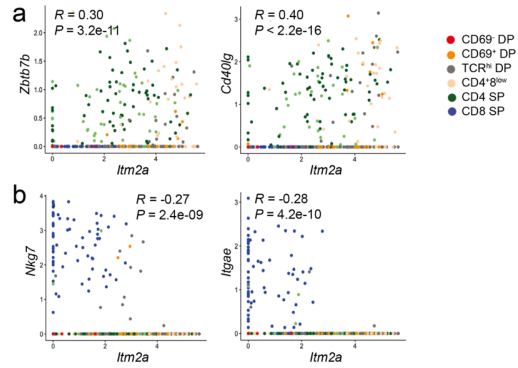 a
R = 0.30
P = 3.2e-11
Zbtb7b
2.0
1.5
1.0
0.5
0.0
0
2
4
Itm2a
R = 0.40
P < 2.2e-16
Cd40lg
3
2
1
0
0
2
4
Itm2a
CD69⁻ DP
CD69⁺ DP
TCRʰⁱ DP
CD4⁺8ˡᵒʷ
CD4 SP
CD8 SP
b
R = -0.27
P = 2.4e-09
Nkg7
4
3
2
1
0
0
2
4
Itm2a
R = -0.28
P = 4.2e-10
Itgae
3
2
1
0
0
2
4
Itm2a